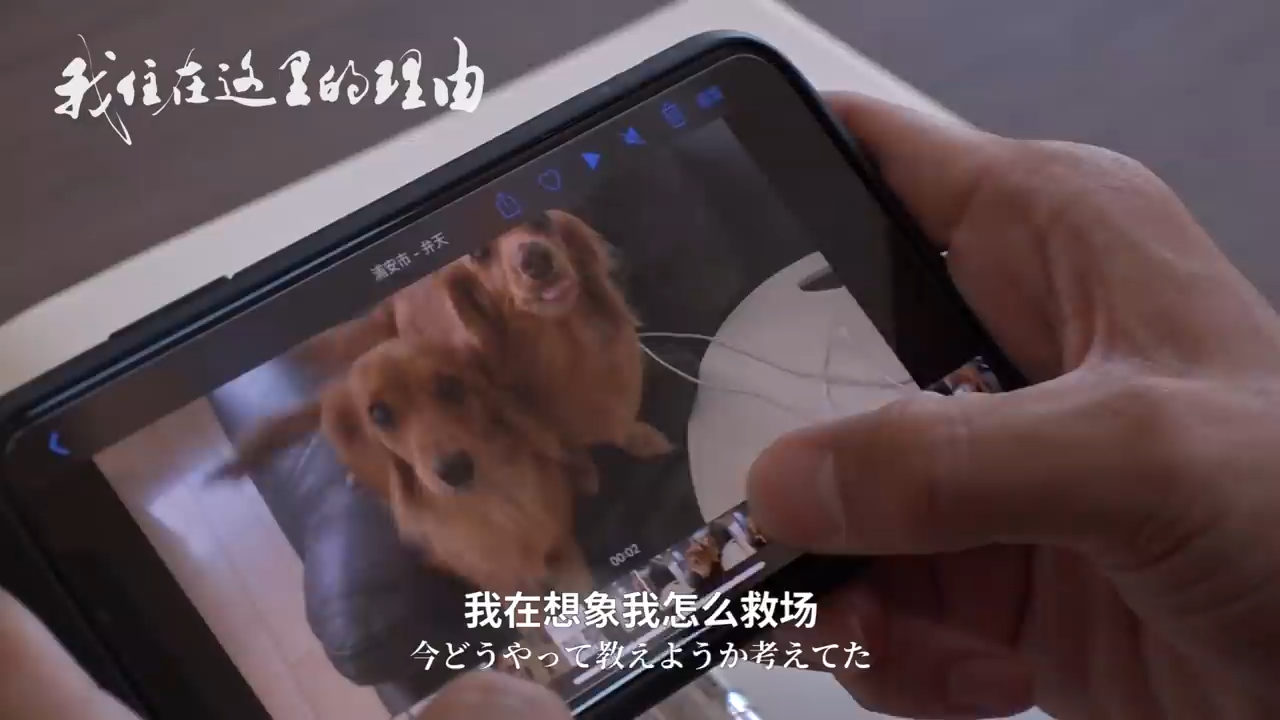 我住在这里的理由
浦安市 - 弁天
00:02
我在想象我怎么救场
今どうやって教えようか考えてた